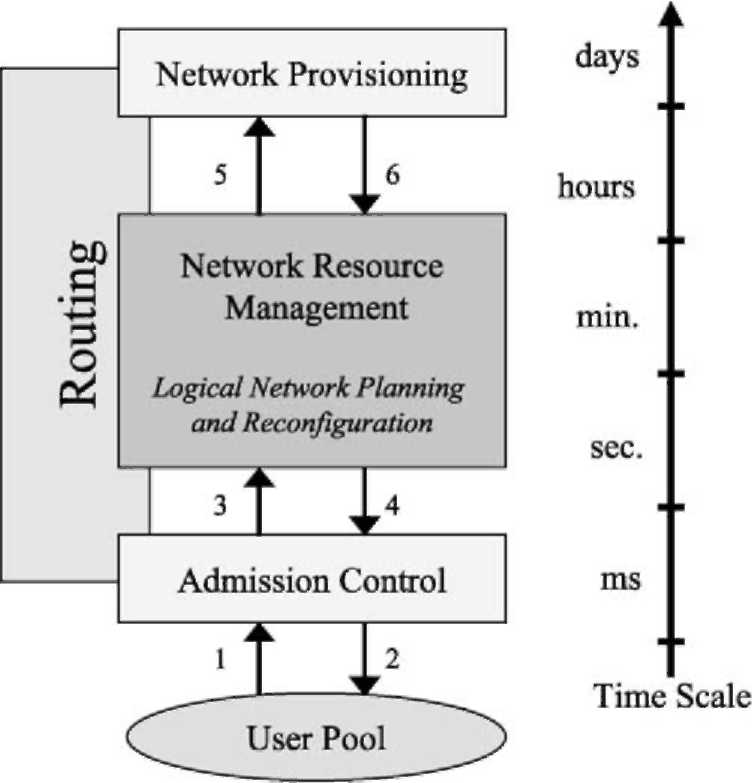 Network Provisioning
days
5
6
hours
Routing
Network Resource
Management
min.
Logical Network Planning
and Reconfiguration
sec.
3
4
Admission Control
ms
1
2
Time Scale
User Pool